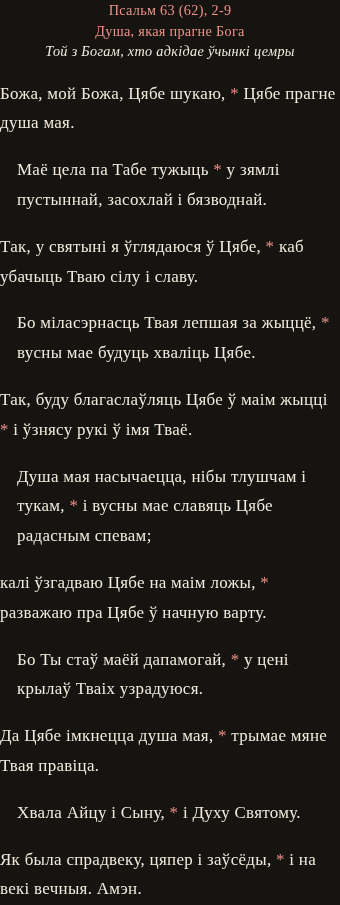 Псальм 63 (62), 2-9
Душа, якая прагне Бога
Той з Богам, хто адкідае ўчынкі цемры
Божа, мой Божа, Цябе шукаю, * Цябе прагне
душа мая.
Маё цела па Табе тужыць * у зямлі
пустыннай, засохлай і бязводнай.
Так, у святыні я ўглядаюся ў Цябе, * каб
убачыць Тваю сілу і славу.
Бо міласэрнасць Твая лепшая за жыццё, *
вусны мае будуць хваліць Цябе.
Так, буду благаслаўляць Цябе ў маім жыцці
* і ўзнясу рукі ў імя Тваё.
Душа мая насычаецца, нібы тлушчам і
тукам, * і вусны мае славяць Цябе
радасным спевам;
калі ўзгадваю Цябе на маім ложы, *
разважаю пра Цябе ў начную варту.
Бо Ты стаў маёй дапамогай, * у цені
крылаў Тваіх узрадуюся.
Да Цябе імкнецца душа мая, * трымае мяне
Твая правіца.
Хвала Айцу і Сыну, * і Духу Святому.
Як была спрадвеку, цяпер і заўсёды, * і на
векі вечныя. Амэн.